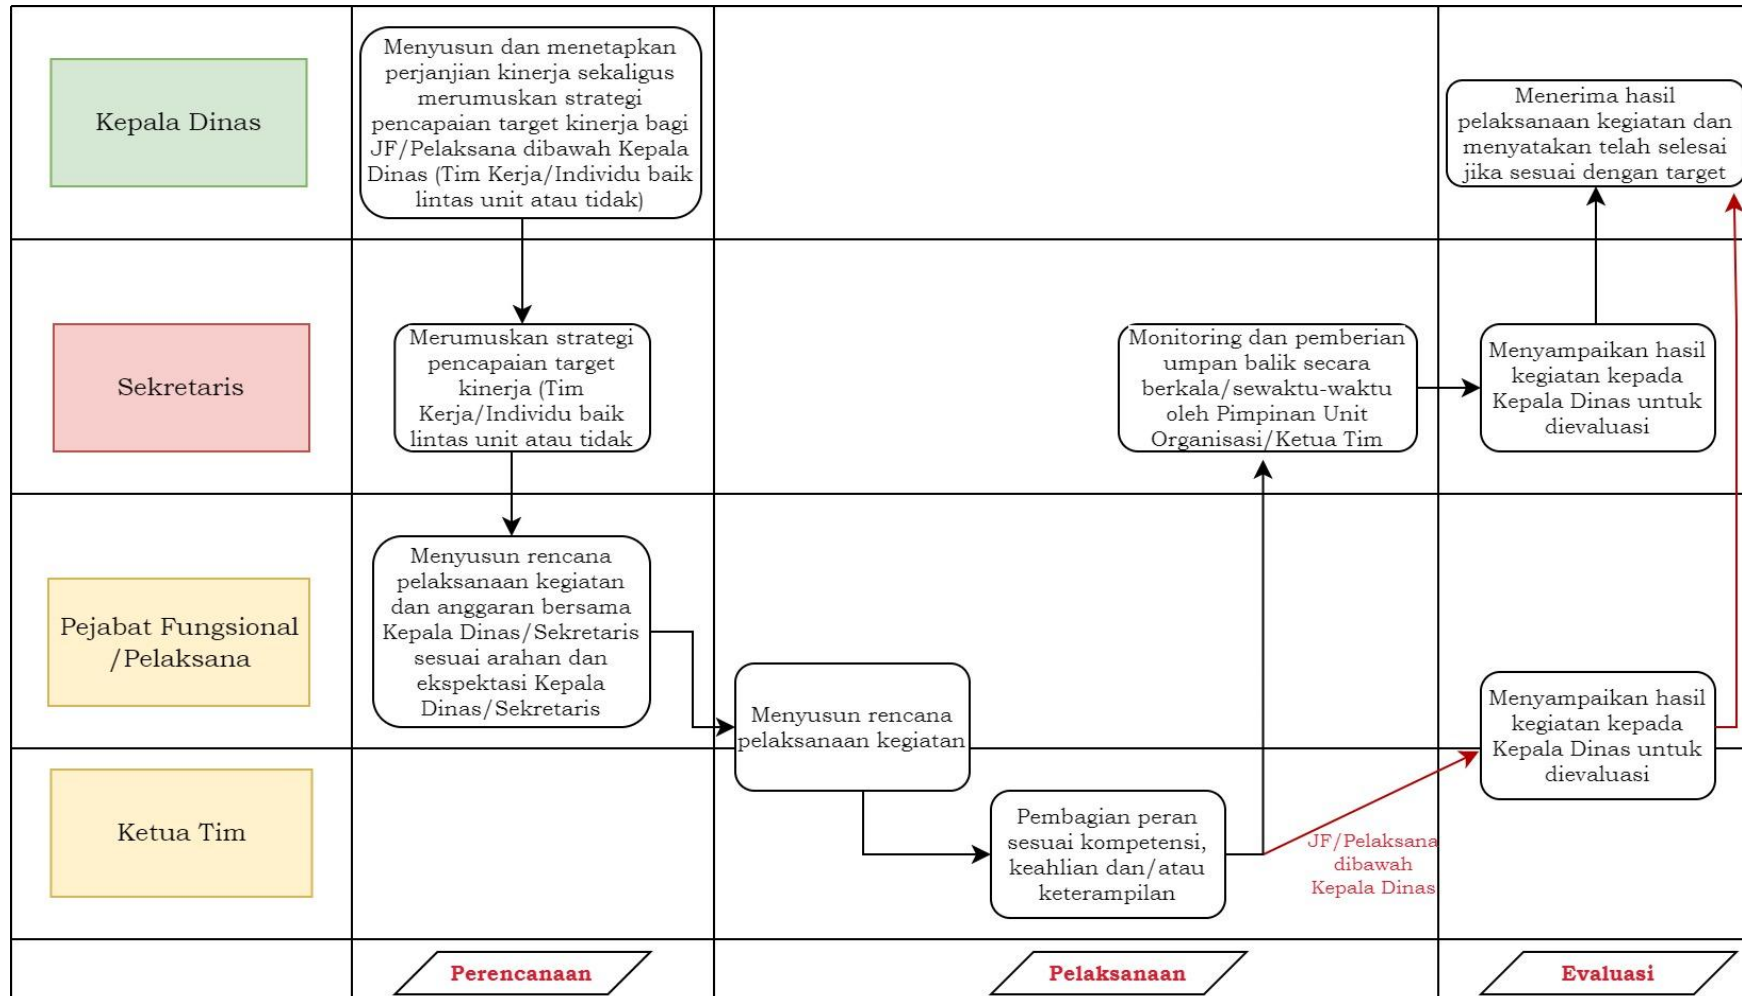 Kepala Dinas
Menyusun dan menetapkan
perjanjian kinerja sekaligus
merumuskan strategi
pencapaian target kinerja bagi
JF/Pelaksana dibawah Kepala
Dinas (Tim Kerja/Individu baik
lintas unit atau tidak)
Menerima hasil
pelaksanaan kegiatan dan
menyatakan telah selesai
jika sesuai dengan target
Sekretaris
Merumuskan strategi
pencapaian target
kinerja (Tim
Kerja/Individu baik
lintas unit atau tidak
Monitoring dan pemberian
umpan balik secara
berkala/sewaktu-waktu
oleh Pimpinan Unit
Organisasi/Ketua Tim
Menyampaikan hasil
kegiatan kepada
Kepala Dinas untuk
dievaluasi
Pejabat Fungsional
/Pelaksana
Menyusun rencana
pelaksanaan kegiatan
dan anggaran bersama
Kepala Dinas/Sekretaris
sesuai arahan dan
ekspektasi Kepala
Dinas/Sekretaris
Menyusun rencana
pelaksanaan kegiatan
Menyampaikan hasil
kegiatan kepada
Kepala Dinas untuk
dievaluasi
Ketua Tim
Pembagian peran
sesuai kompetensi,
keahlian dan/atau
keterampilan
JF/Pelaksana
dibawah
Kepala Dinas
Perencanaan
Pelaksanaan
Evaluasi